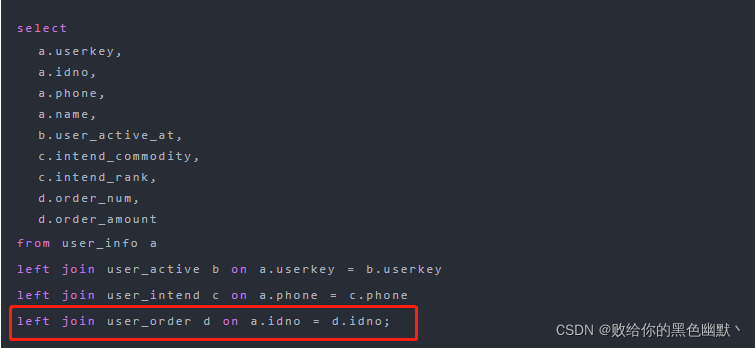 select
a.userkey,
a.idno,
a.phone,
a.name,
b.user_active_at,
c.intend_commodity,
c.intend_rank,
d.order_num,
d.order_amount
from user_info a
left join user_active b on a.userkey = b.userkey
left join user_intend c on a.phone = c.phone
left join user_order d on a.idno = d.idno;
CSDN @败给你的黑色幽默丶